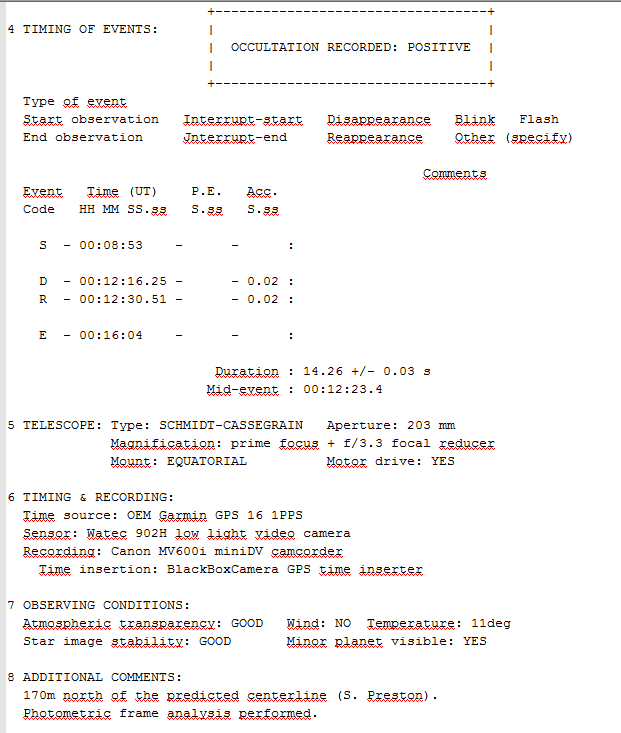 +----------------------------------+
4 TIMING OF EVENTS: | |
| OCCULTATION RECORDED: POSITIVE |
| |
+----------------------------------+
Type of event
Start observation Interrupt-start Disappearance Blink Flash
End observation Jnterrupt-end Reappearance Other (specify)
Comments
Event Time (UT) P.E. Acc.
Code HH MM SS.ss S.ss S.ss
S - 00:08:53 - - :
D - 00:12:16.25 - - 0.02 :
R - 00:12:30.51 - - 0.02 :
E - 00:16:04 - - :
Duration : 14.26 +/- 0.03 s
Mid-event : 00:12:23.4
5 TELESCOPE: Type: SCHMIDT-CASSEGRAIN Aperture: 203 mm
Magnification: prime focus + f/3.3 focal reducer
Mount: EQUATORIAL Motor drive: YES
6 TIMING & RECORDING:
Time source: OEM Garmin GPS 16 1PPS
Sensor: Watec 902H low light video camera
Recording: Canon MV600i miniDV camcorder
Time insertion: BlackBoxCamera GPS time inserter
7 OBSERVING CONDITIONS:
Atmospheric transparency: GOOD Wind: NO Temperature: 11deg
Star image stability: GOOD Minor planet visible: YES
8 ADDITIONAL COMMENTS:
170m north of the predicted centerline (S. Preston).
Photometric frame analysis performed.